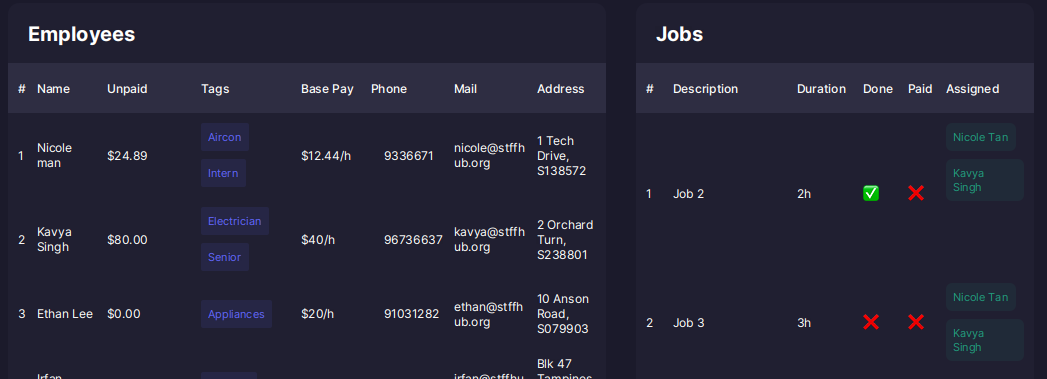 Employees
# Name Unpaid Tags Base Pay Phone Mail Address
1 Nicole man $24.89 Aircon Intern $12.44/h 9336671 nicole@stffhub.org 1 Tech Drive, S138572
2 Kavya Singh $80.00 Electrician Senior $40/h 96736637 kavya@stffhub.org 2 Orchard Turn, S238801
3 Ethan Lee $0.00 Appliances $20/h 91031282 ethan@stffhub.org 10 Anson Road, S079903
Irfan irfan@stffhu Blk 47 Tampines
Jobs
# Description Duration Done Paid Assigned
1 Job 2 2h ✅ ❌ Nicole Tan Kavya Singh
2 Job 3 3h ❌ ❌ Nicole Tan Kavya Singh